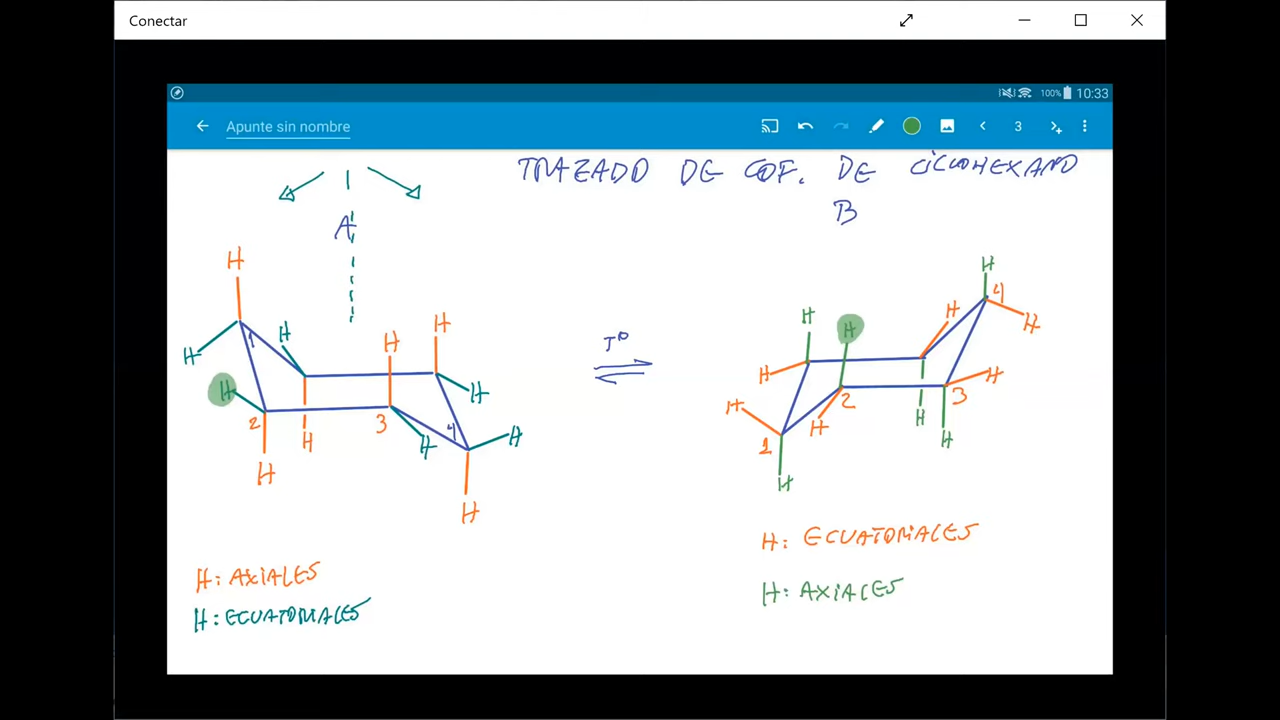 Conectar
100% 10:33
Apunte sin nombre
3
TRAZADO DE COF. DE CICLOHEXANO
A
B
H
H
H
H
H
H
H
H
H
H
H
H
1
2
3
4
T°
H
H
H
H
H
H
H
H
H
H
H
H
1
2
3
4
H: AXIALES
H: ECUATORIALES
H: ECUATORIALES
H: AXIALES